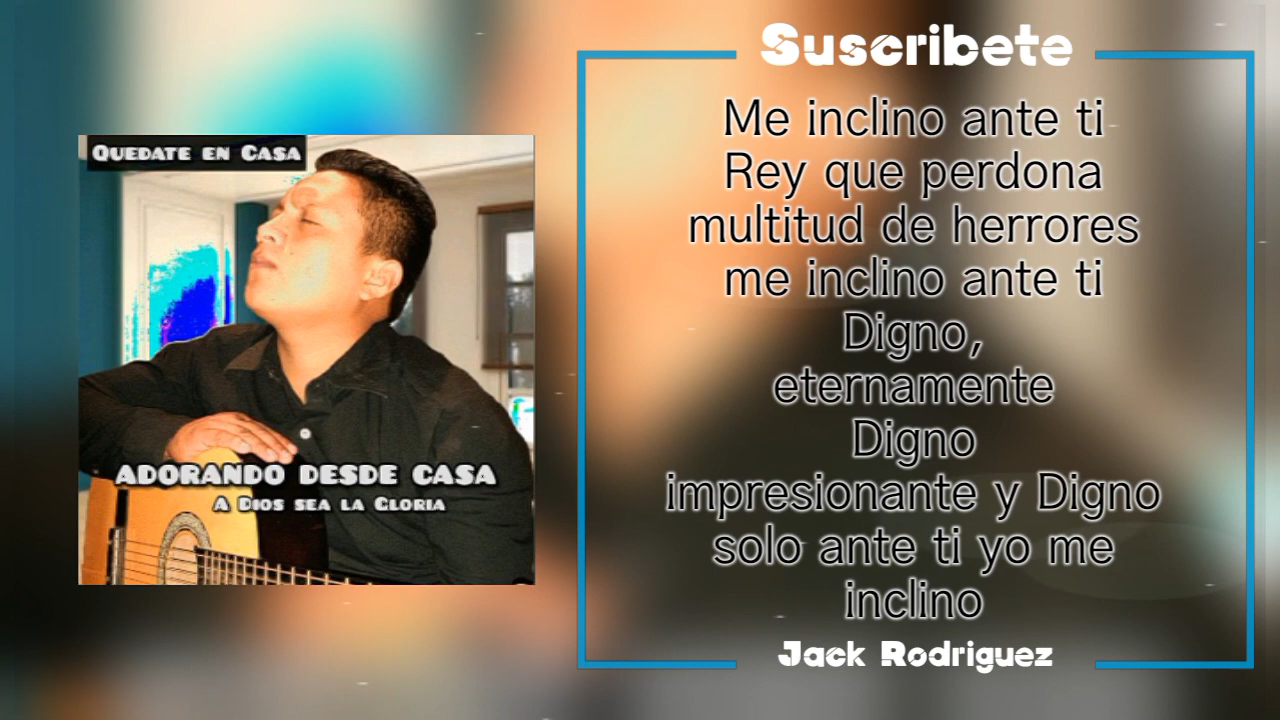 QUEDATE EN CASA
ADORANDO DESDE CASA
A DIOS SEA LA GLORIA
Suscribete
Me inclino ante ti
Rey que perdona
multitud de herrores
me inclino ante ti
Digno,
eternamente
Digno
impresionante y Digno
solo ante ti yo me
inclino
Jack Rodriguez